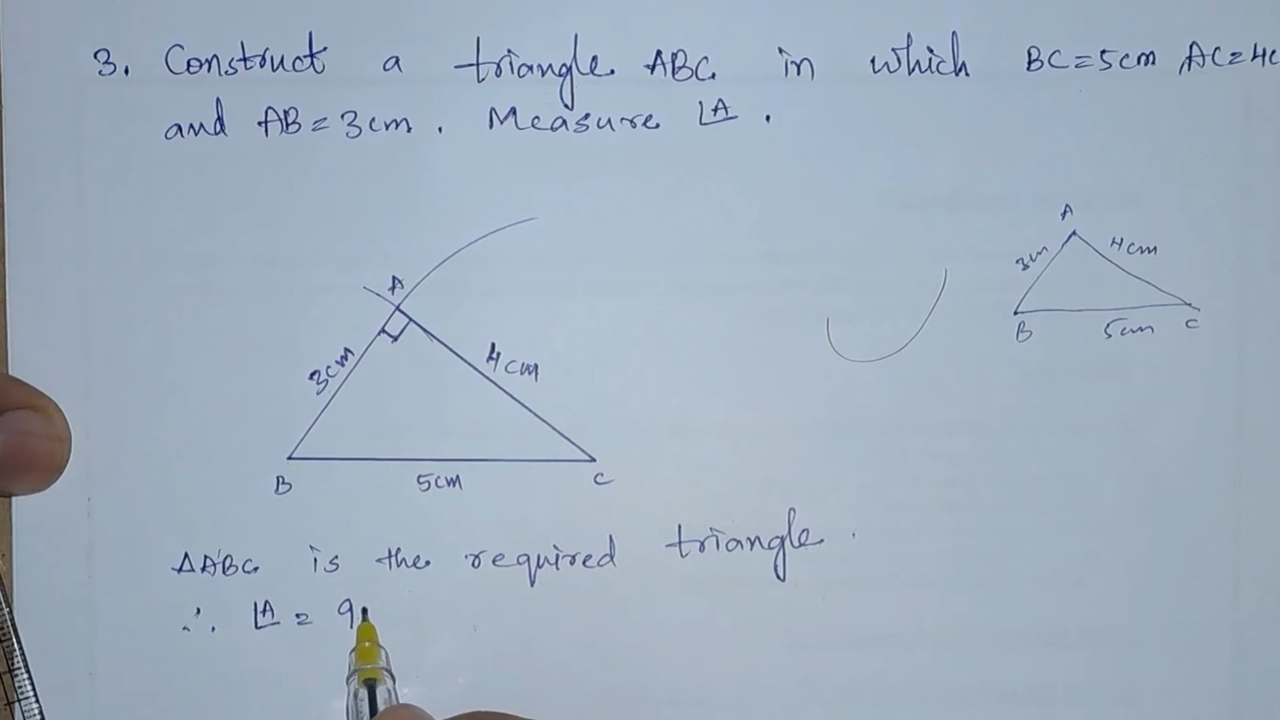 3. Construct a triangle ABC in which BC=5cm AC=4c
and AB=3cm. Measure ∠A.
A
3cm
4cm
B
5cm
C
A
3cm
4cm
B
5cm
C
ΔABC is the required triangle.
∴ ∠A = 9